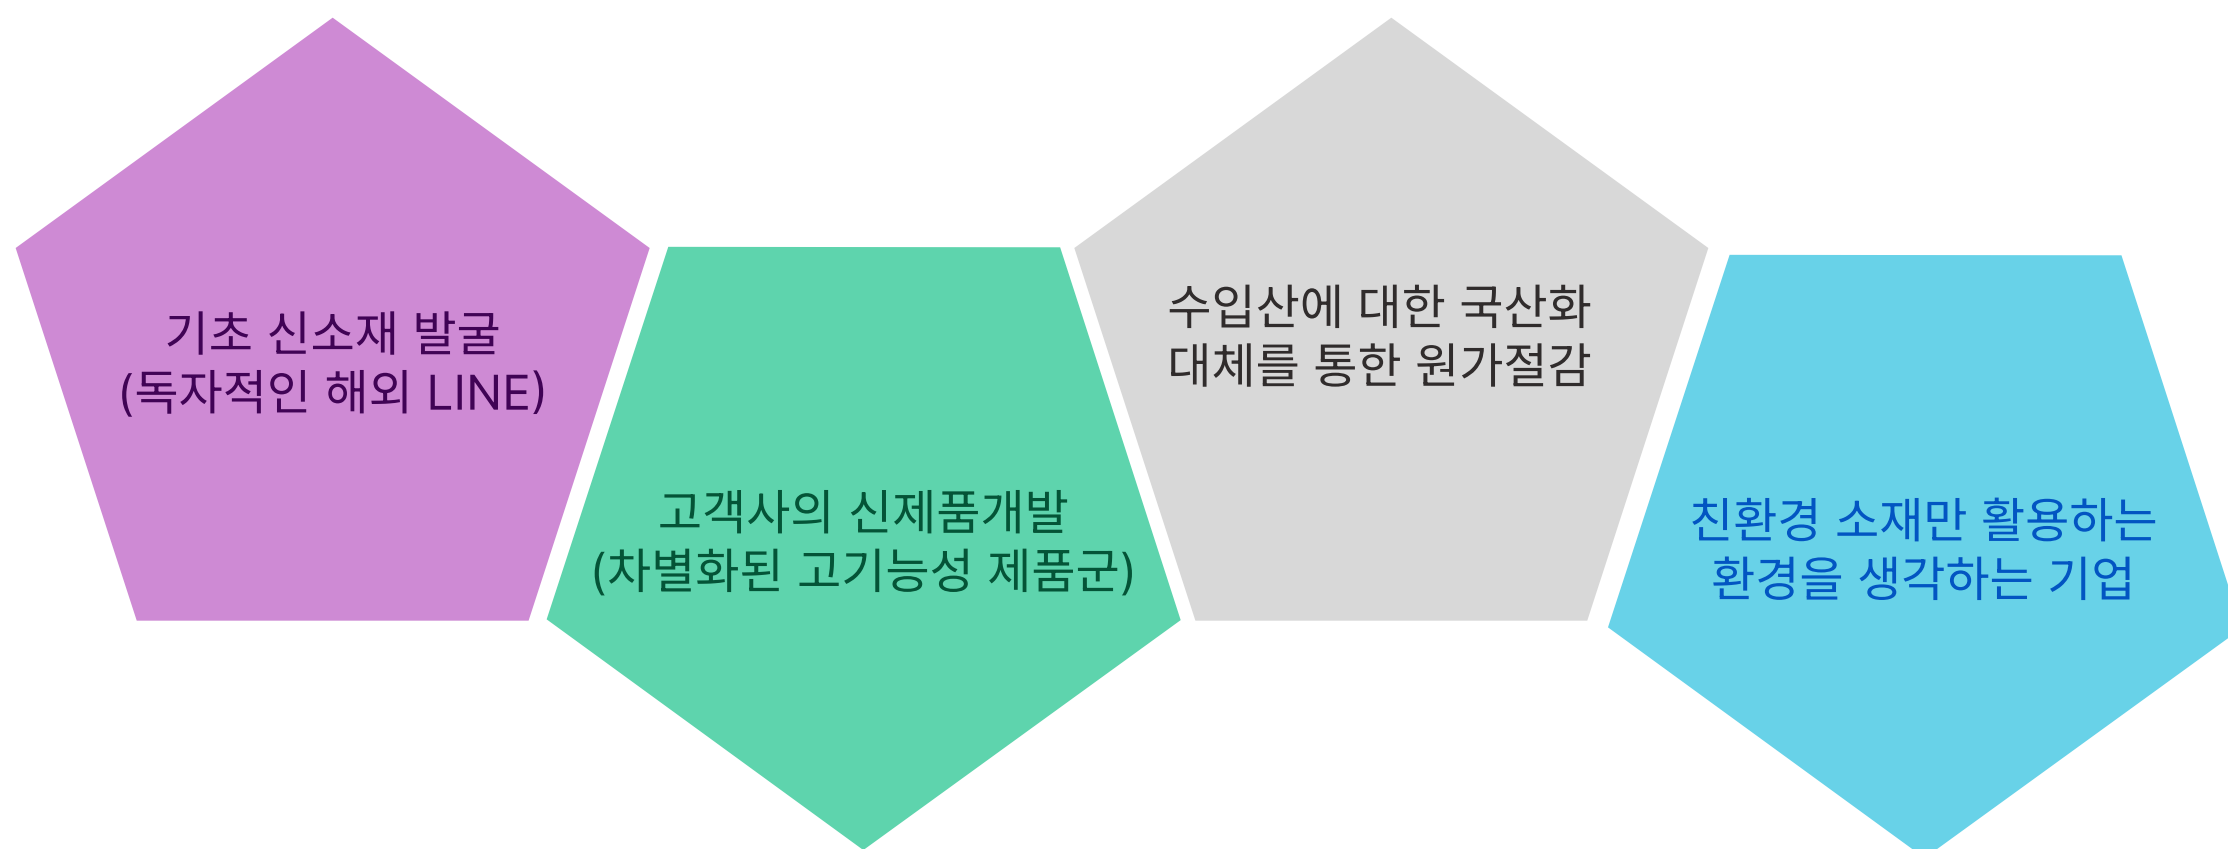 기초 신소재 발굴
(독자적인 해외 LINE)
고객사의 신제품개발
(차별화된 고기능성 제품군)
수입산에 대한 국산화
대체를 통한 원가절감
친환경 소재만 활용하는
환경을 생각하는 기업